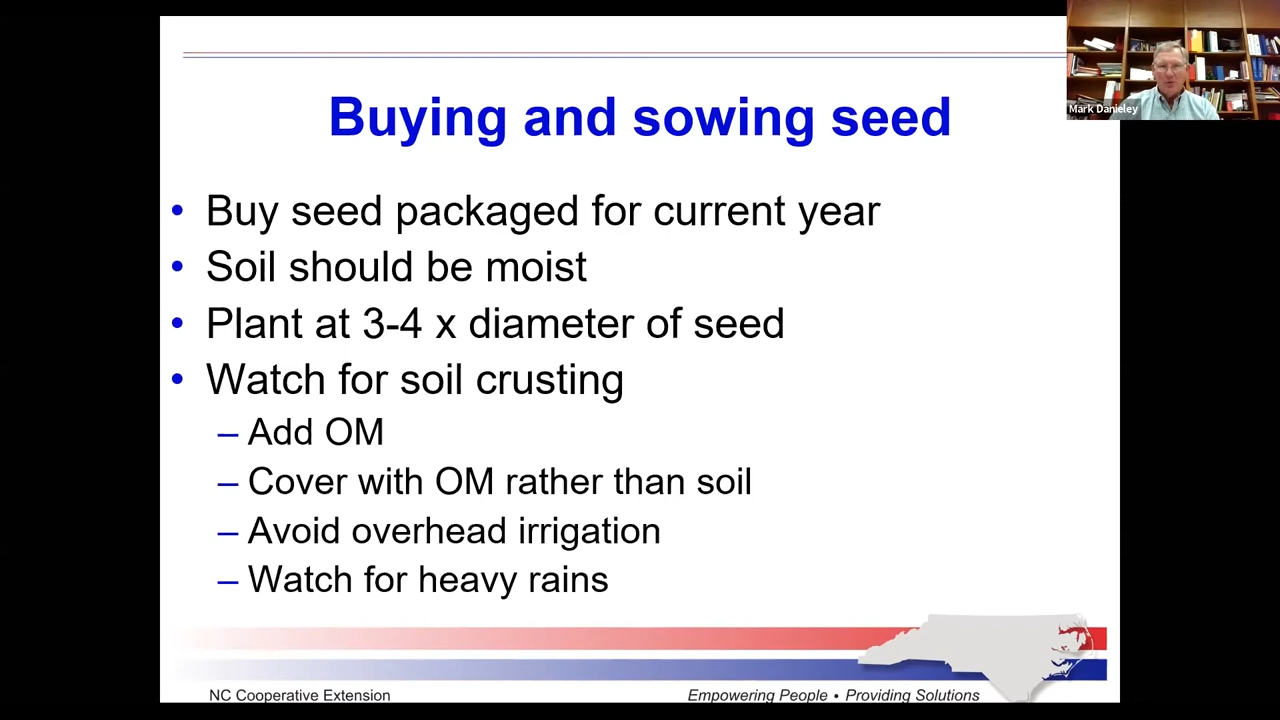 Buying and sowing seed
• Buy seed packaged for current year
• Soil should be moist
• Plant at 3-4 x diameter of seed
• Watch for soil crusting
– Add OM
– Cover with OM rather than soil
– Avoid overhead irrigation
– Watch for heavy rains
NC Cooperative Extension
Empowering People • Providing Solutions
Mark Danieley